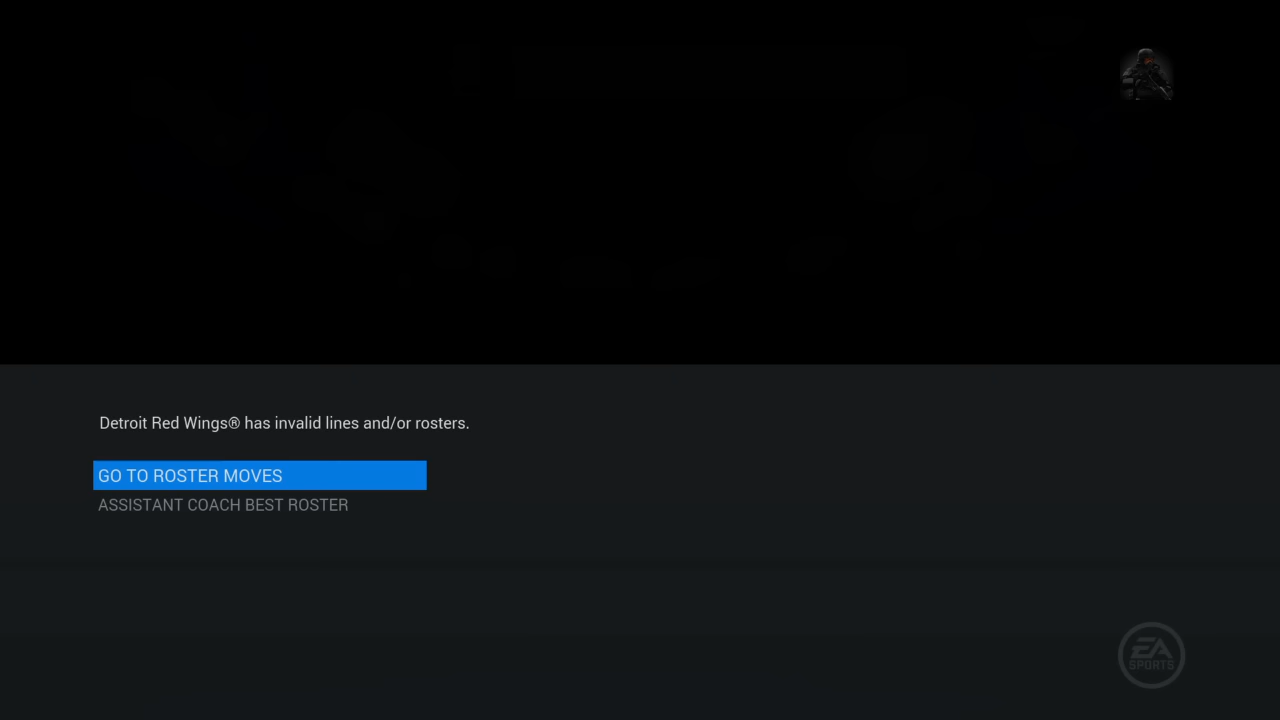 Detroit Red Wings® has invalid lines and/or rosters.
GO TO ROSTER MOVES
ASSISTANT COACH BEST ROSTER
EA
SPORTS